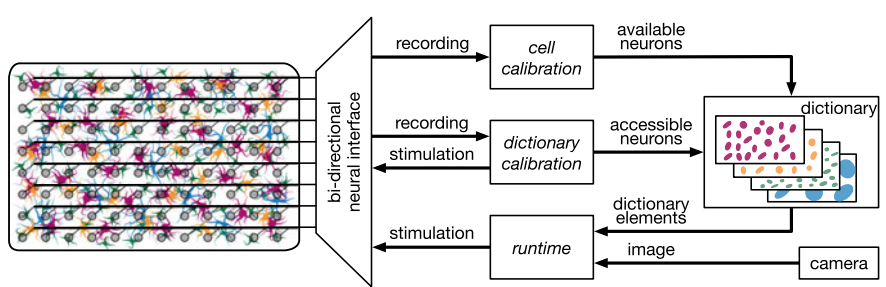 bi-directional
neural interface
recording
cell
calibration
available
neurons
recording
stimulation
dictionary
calibration
accessible
neurons
dictionary
stimulation
runtime
dictionary
elements
image
camera